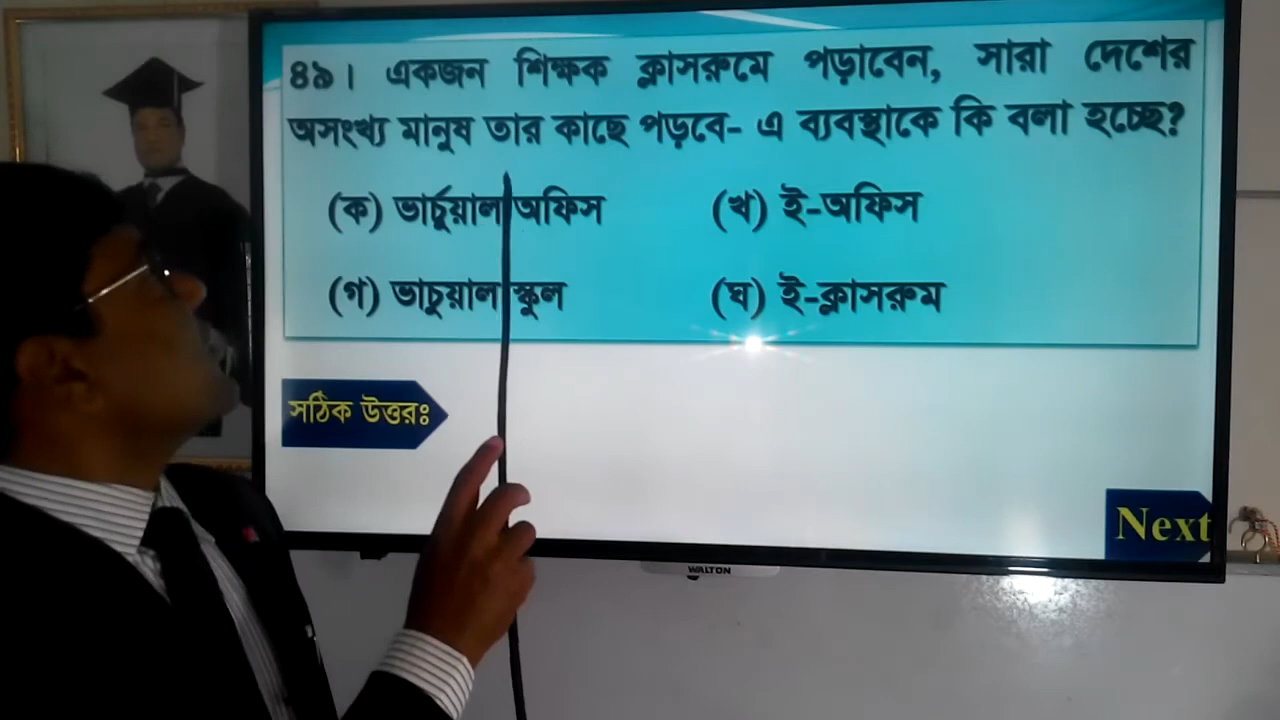 ৪৯। একজন শিক্ষক ক্লাসরুমে পড়াবেন, সারা দেশের
অসংখ্য মানুষ তার কাছে পড়বে- এ ব্যবস্থাকে কি বলা হচ্ছে?
(ক) ভার্চুয়াল অফিস (খ) ই-অফিস
(গ) ভাচুয়াল স্কুল (ঘ) ই-ক্লাসরুম
সঠিক উত্তরঃ
Next
WALTON